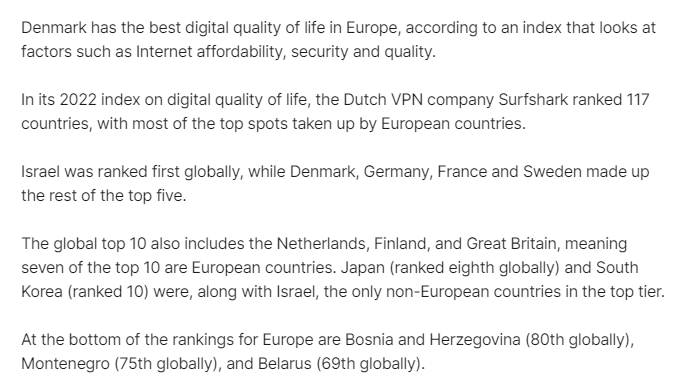 Denmark has the best digital quality of life in Europe, according to an index that looks at
factors such as Internet affordability, security and quality.
In its 2022 index on digital quality of life, the Dutch VPN company Surfshark ranked 117
countries, with most of the top spots taken up by European countries.
Israel was ranked first globally, while Denmark, Germany, France and Sweden made up
the rest of the top five.
The global top 10 also includes the Netherlands, Finland, and Great Britain, meaning
seven of the top 10 are European countries. Japan (ranked eighth globally) and South
Korea (ranked 10) were, along with Israel, the only non-European countries in the top tier.
At the bottom of the rankings for Europe are Bosnia and Herzegovina (80th globally),
Montenegro (75th globally), and Belarus (69th globally).